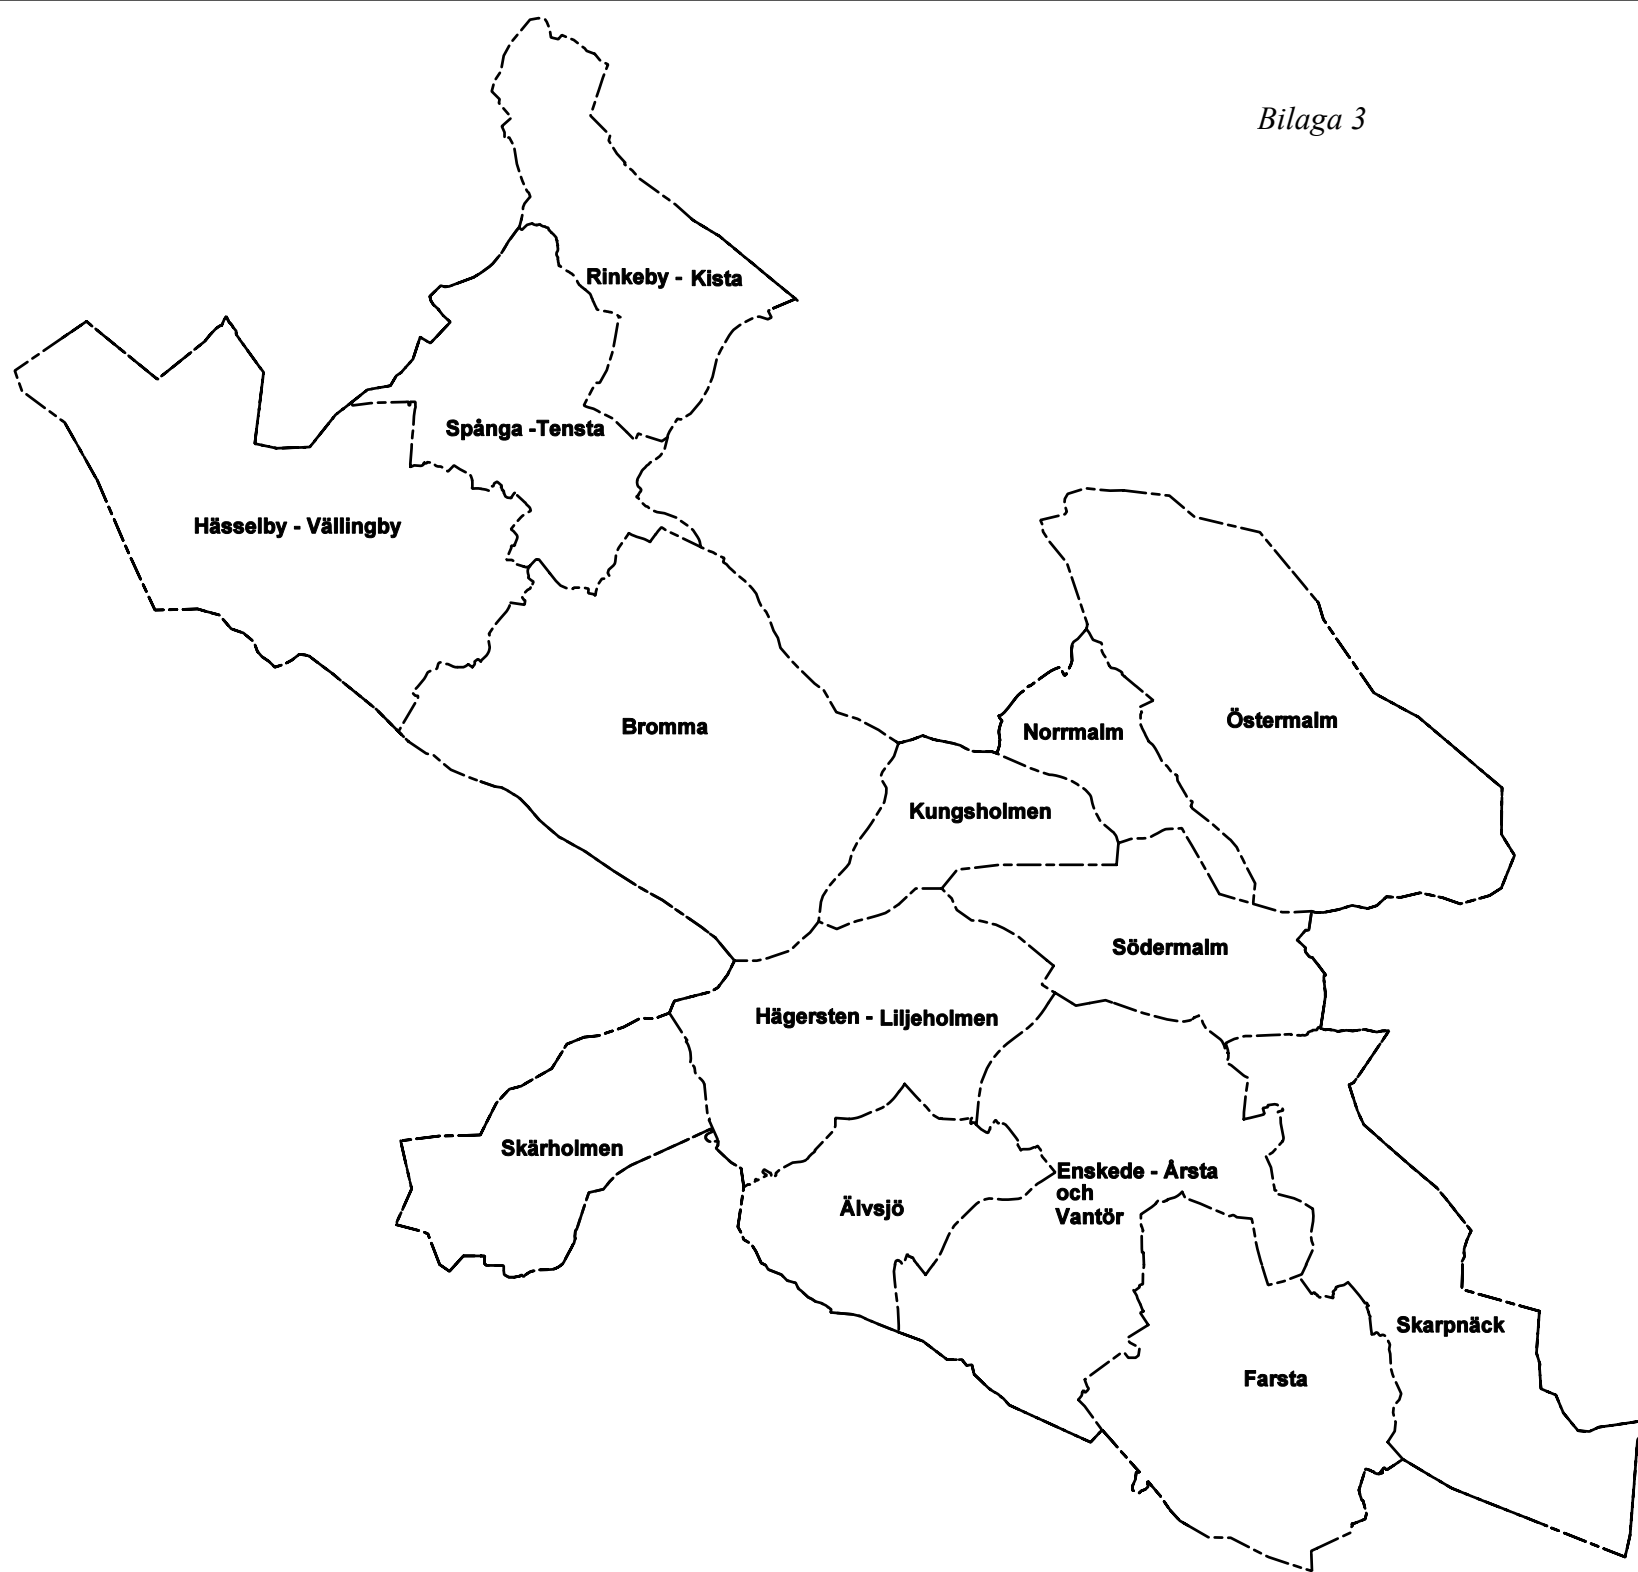 Bilaga 3
Rinkeby - Kista
Spånga -Tensta
Hässelby - Vällingby
Bromma
Norrmalm
Östermalm
Kungsholmen
Södermalm
Hägersten - Liljeholmen
Skärholmen
Älvsjö
Enskede - Årsta
och
Vantör
Skarpnäck
Farsta